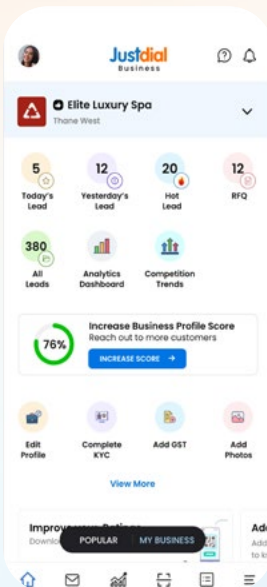 Justdial
Business
Elite Luxury Spa
Thane West
5
12
20
12
Today's
Lead
Yesterday's
Lead
Hot
Lead
RFQ
380
All
Leads
Analytics
Dashboard
Competition
Trends
76%
Increase Business Profile Score
Reach out to more customers
INCREASE SCORE →
Edit
Profile
Complete
KYC
Add GST
Add
Photos
View More
POPULAR
MY BUSINESS